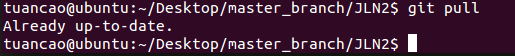 tuancao@ubuntu:~/Desktop/master_branch/JLN2$ git pull
Already up-to-date.
tuancao@ubuntu:~/Desktop/master_branch/JLN2$